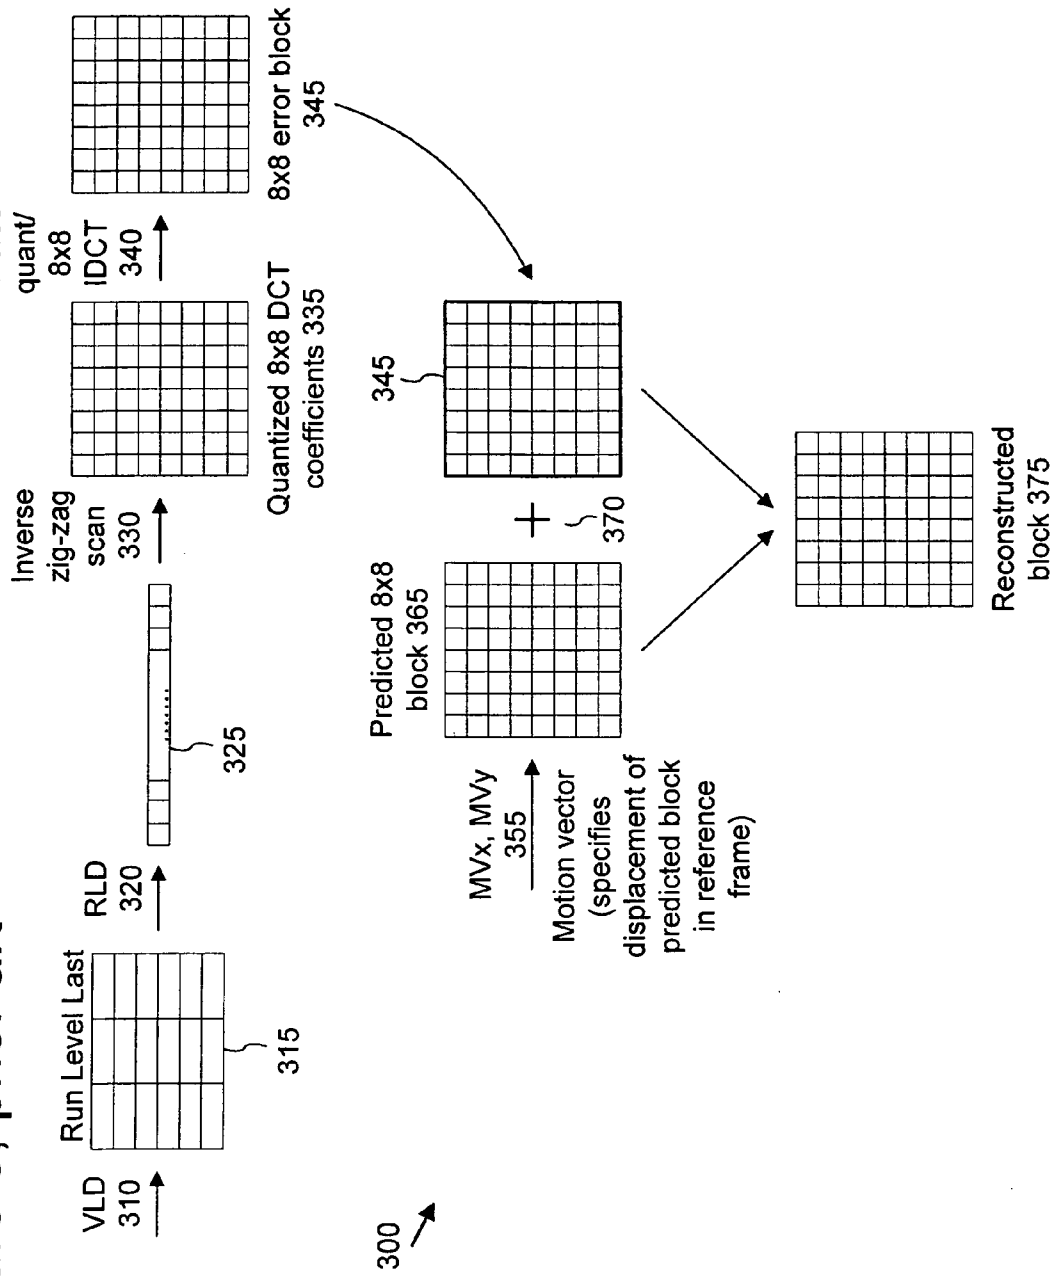 VLD
310
Run Level Last
315
RLD
320
325
Inverse
zig-zag
scan
330
Quantized 8x8 DCT
coefficients 335
quant/
8x8
IDCT
340
8x8 error block
345
MVx, MVy
355
Motion vector
(specifies
displacement of
predicted block
in reference
frame)
Predicted 8x8
block 365
+
370
345
Reconstructed
block 375
300